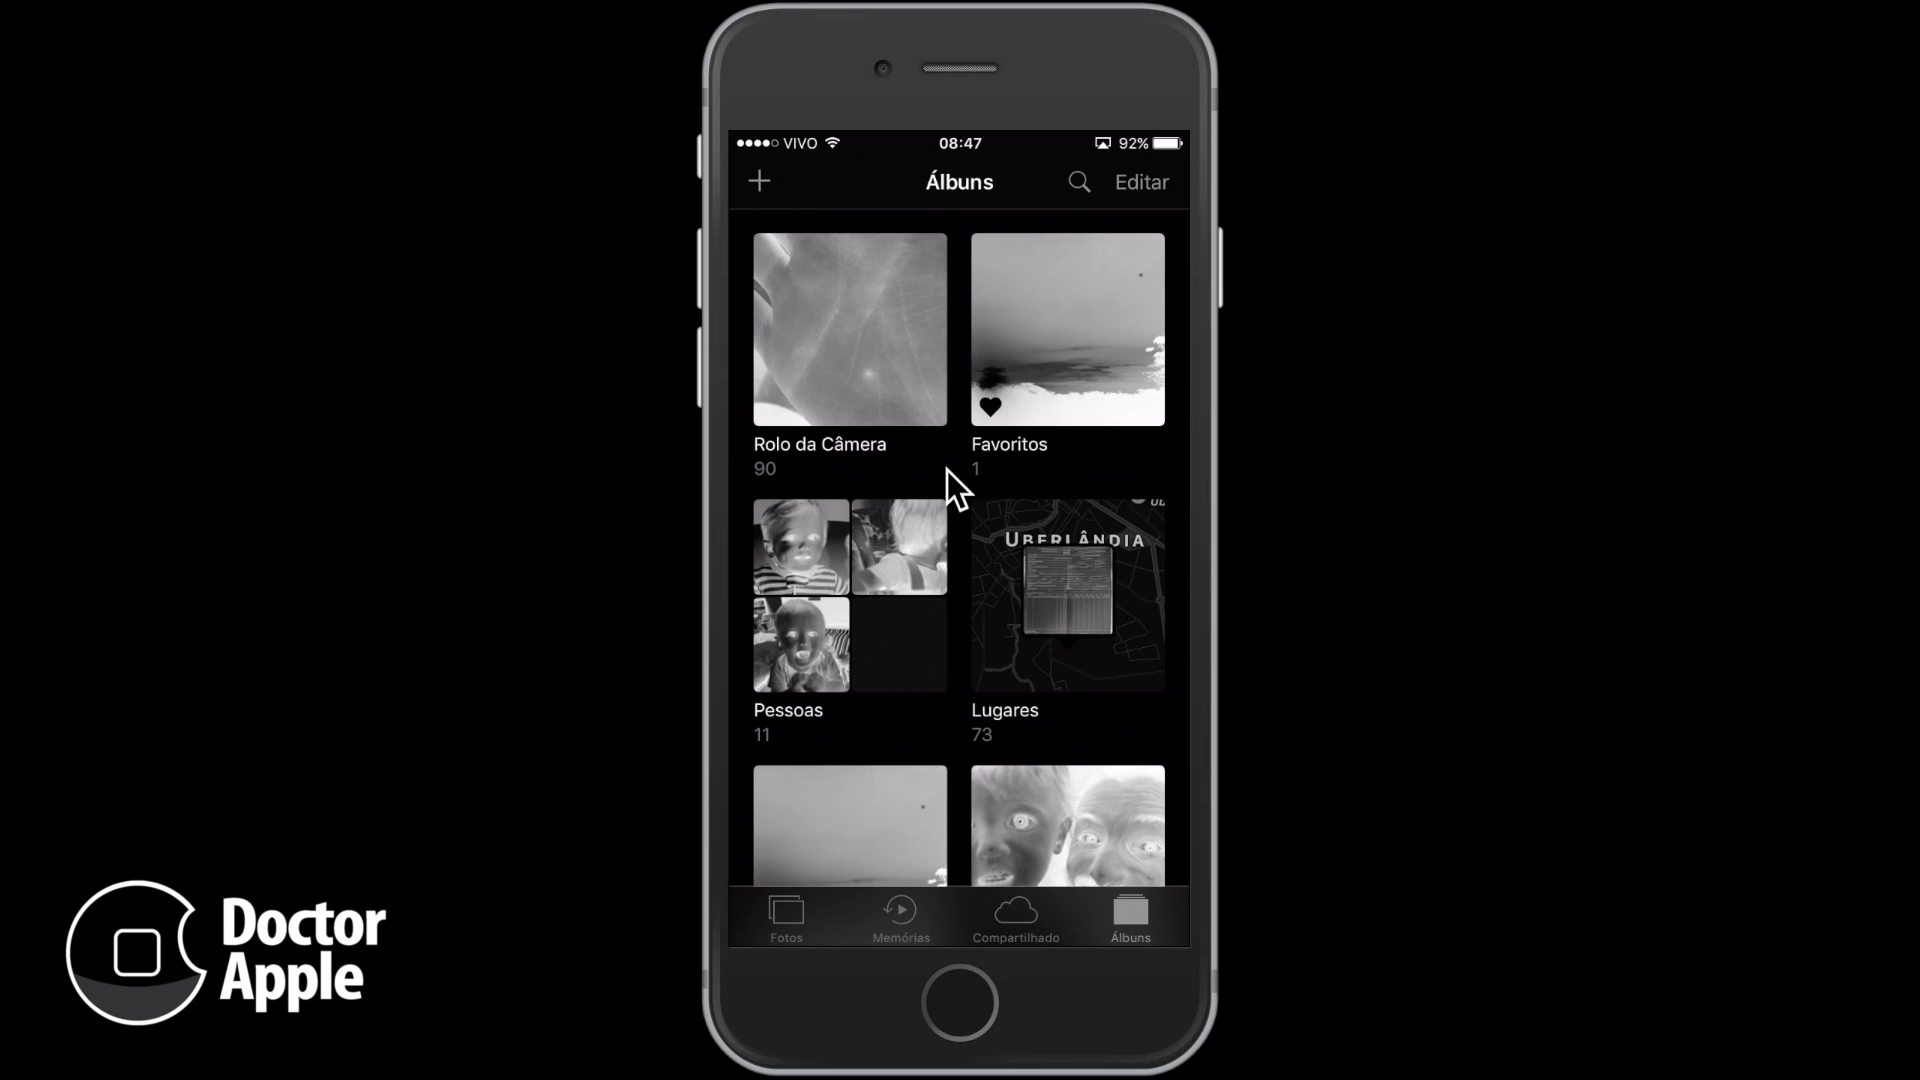 VIVO 08:47 92%
Álbuns Editar
Rolo da Câmera Favoritos
90 1
UBERLÂNDIA
Pessoas Lugares
11 73
Fotos Memórias Compartilhado Álbuns
Doctor
Apple